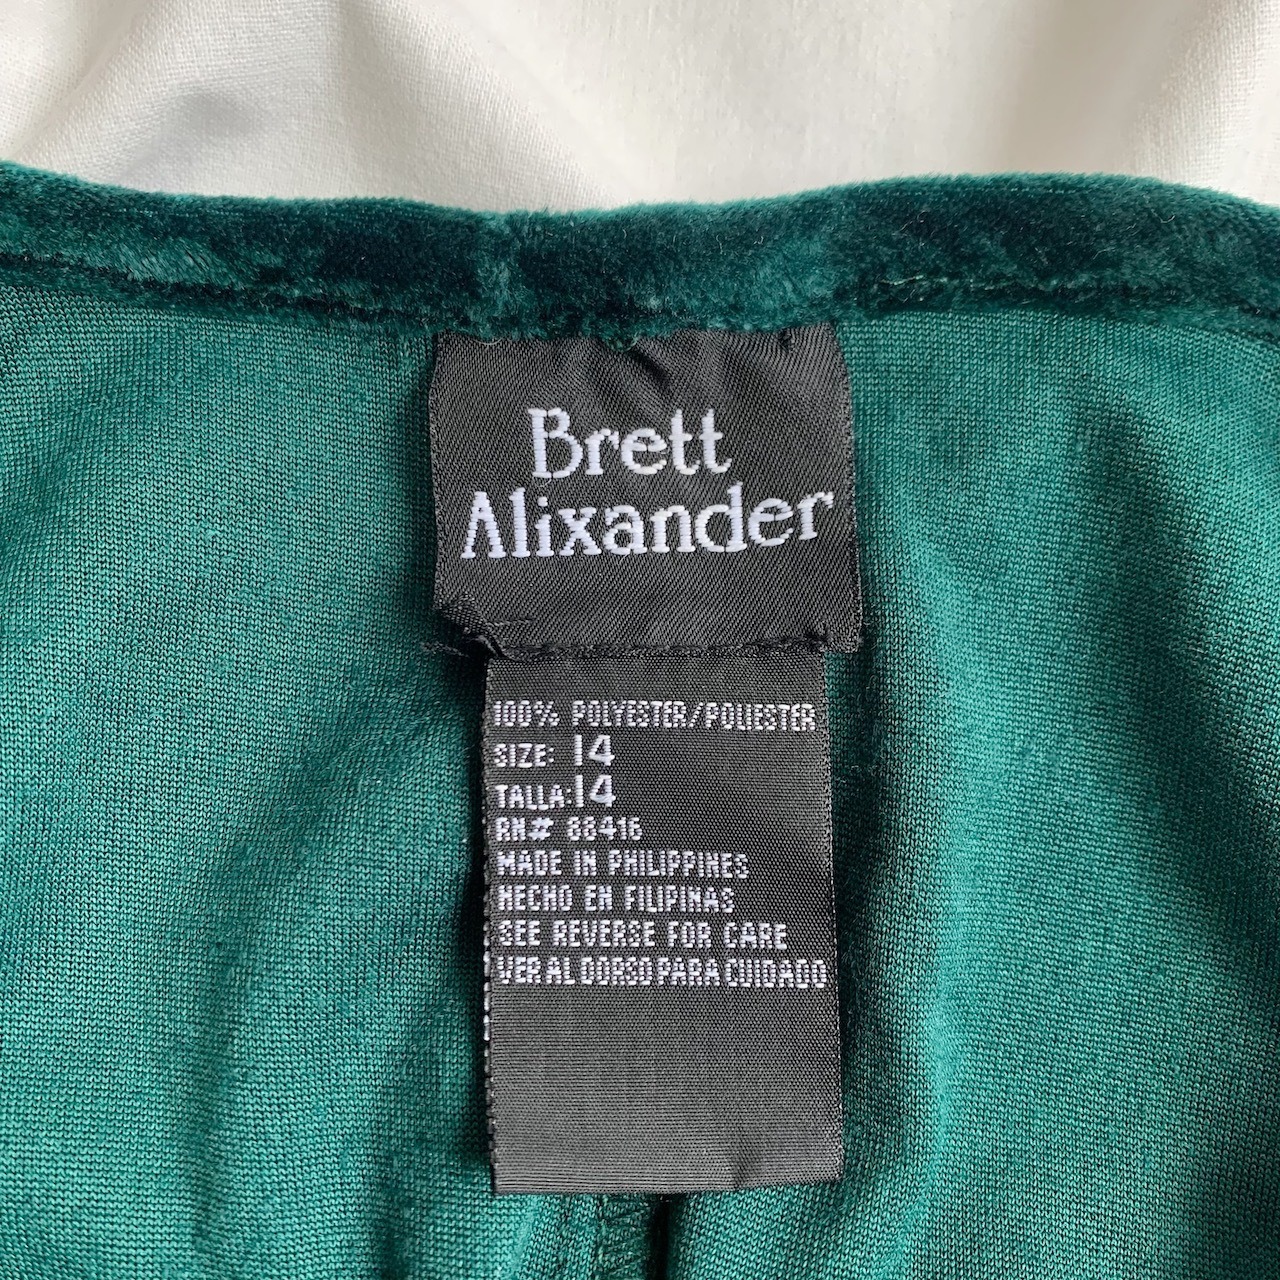 Brett
Alixander
100% POLYESTER/POLIESTER
SIZE: 14
TALLA:14
RN# 88416
MADE IN PHILIPPINES
HECHO EN FILIPINAS
SEE REVERSE FOR CARE
VER AL DORSO PARA CUIDADO